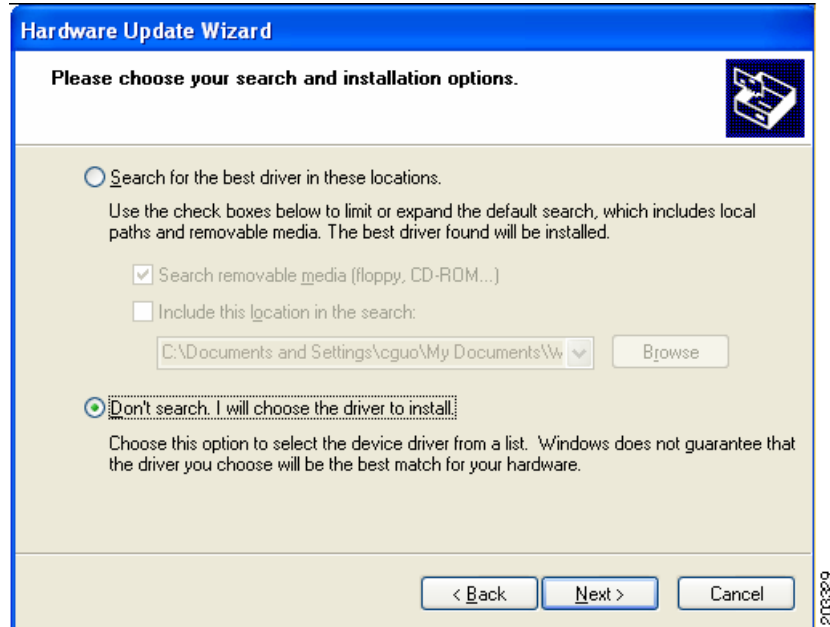 Hardware Update Wizard
Please choose your search and installation options.
Search for the best driver in these locations.
Use the check boxes below to limit or expand the default search, which includes local
paths and removable media. The best driver found will be installed.
Search removable media (floppy, CD-ROM...)
Include this location in the search:
C:\Documents and Settings\cguo\My Documents\W
Browse
Don't search. I will choose the driver to install.
Choose this option to select the device driver from a list. Windows does not guarantee that
the driver you choose will be the best match for your hardware.
< Back
Next >
Cancel
203329